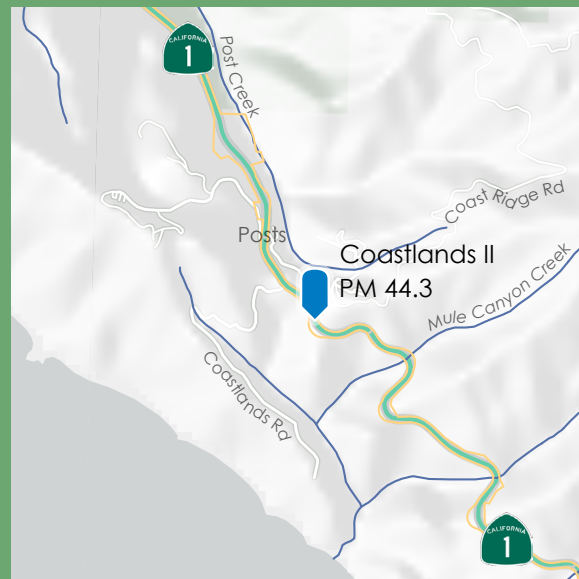 CALIFORNIA
1
Post Creek
Coast Ridge Rd
Posts
Coastlands II
PM 44.3
Mule Canyon Creek
Coastlands Rd
CALIFORNIA
1